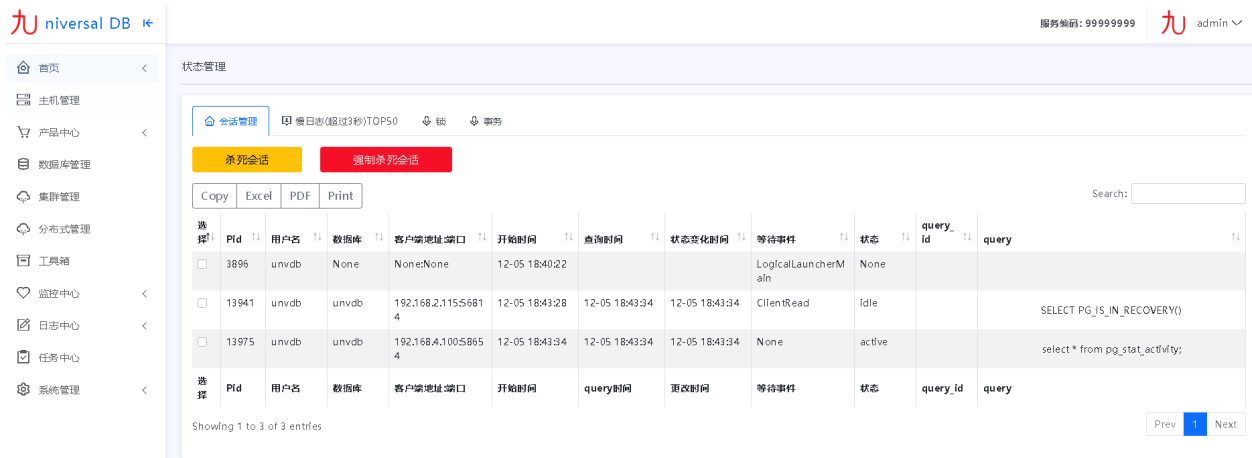 九 niversal DB
服务编码: 99999999
九 admin
首页
主机管理
产品中心
数据库管理
集群管理
分布式管理
工具箱
监控中心
日志中心
任务中心
系统管理
状态管理
会话管理 慢日志(超过3秒)TOP50 锁 事务
杀死会话 强制杀死会话
Copy Excel PDF Print
Search:
选择 Pid 用户名 数据库 客户端地址:端口 开始时间 查询时间 状态变化时间 等待事件 状态 query_id query
3896 unvdb None None:None 12-05 18:40:22 LogicalLauncherMain None
13941 unvdb unvdb 192.168.2.115:56814 12-05 18:43:28 12-05 18:43:34 12-05 18:43:34 ClientRead idle SELECT PG_IS_IN_RECOVERY()
13975 unvdb unvdb 192.168.4.100:58654 12-05 18:43:34 12-05 18:43:34 12-05 18:43:34 None active select * from pg_stat_activity;
选择 Pid 用户名 数据库 客户端地址:端口 开始时间 query时间 更改时间 等待事件 状态 query_id query
Showing 1 to 3 of 3 entries
Prev 1 Next